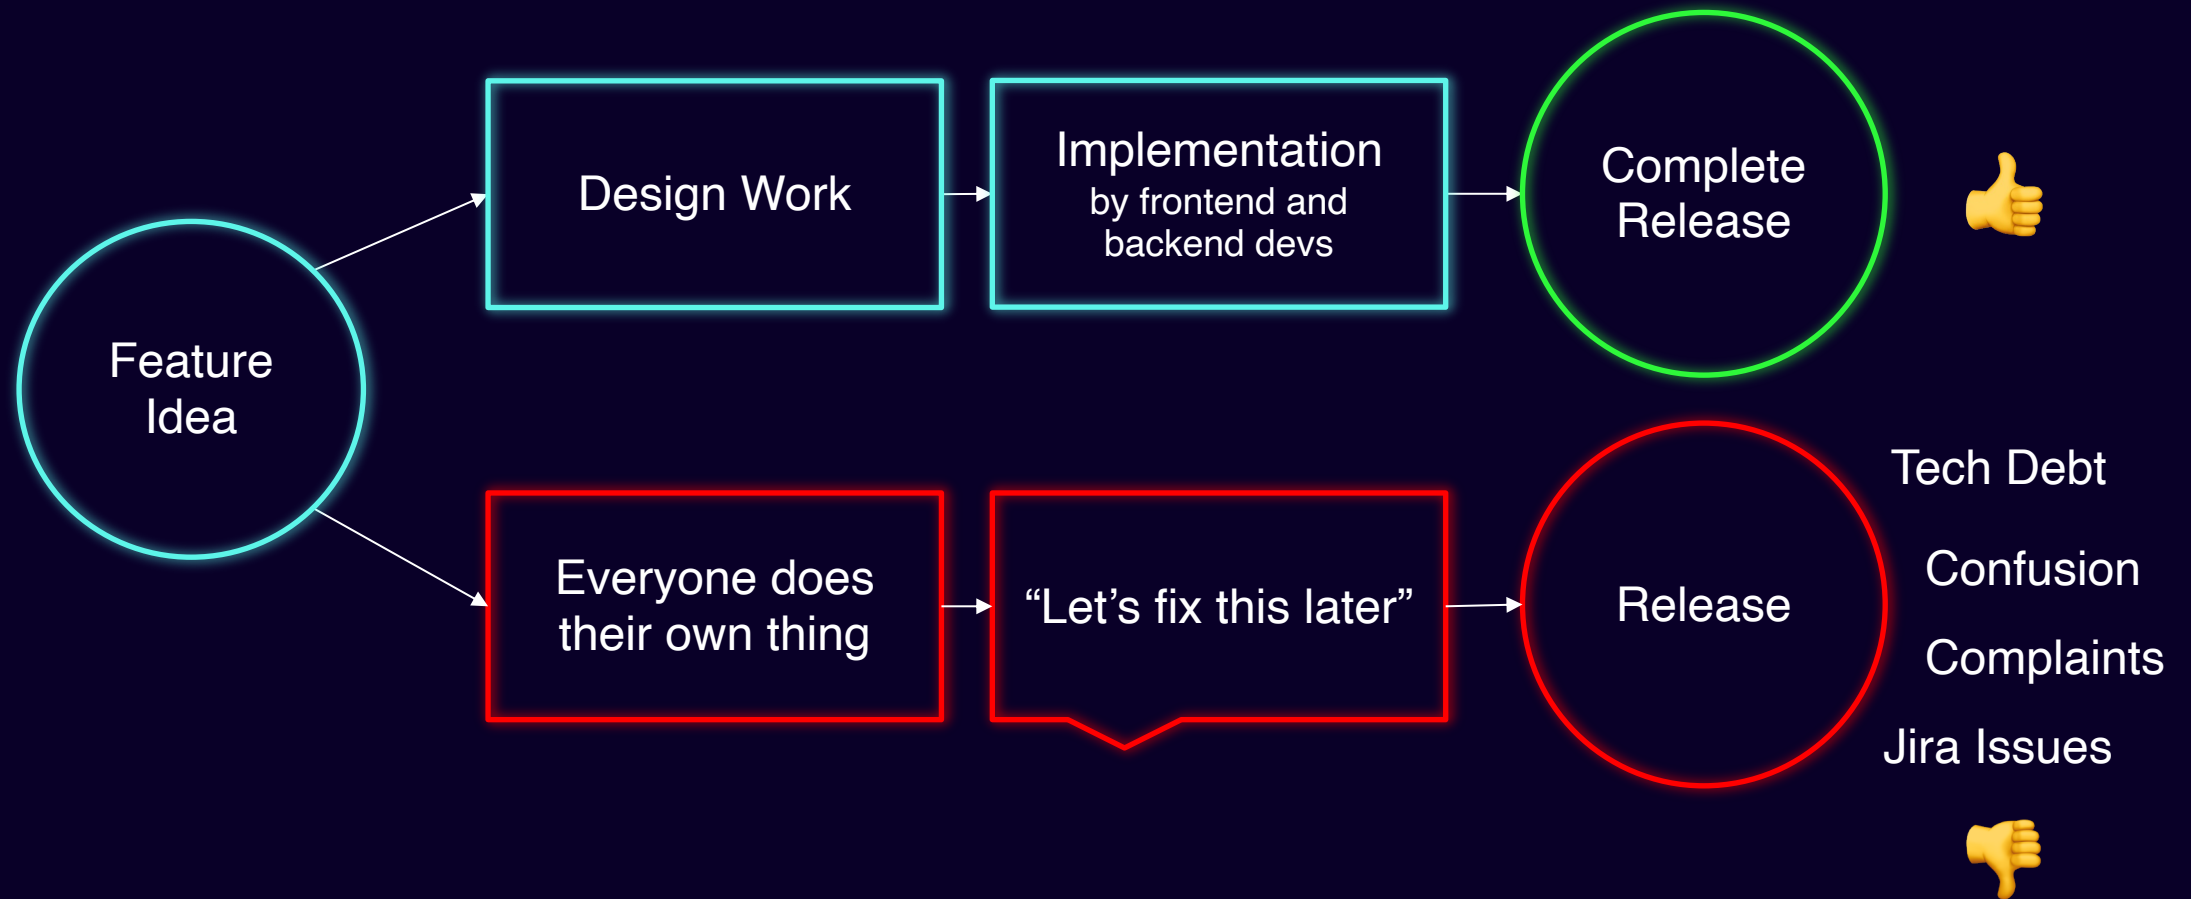 Feature
Idea
Design Work
Implementation
by frontend and
backend devs
Complete
Release
Everyone does
their own thing
“Let’s fix this later”
Release
Tech Debt
Confusion
Complaints
Jira Issues